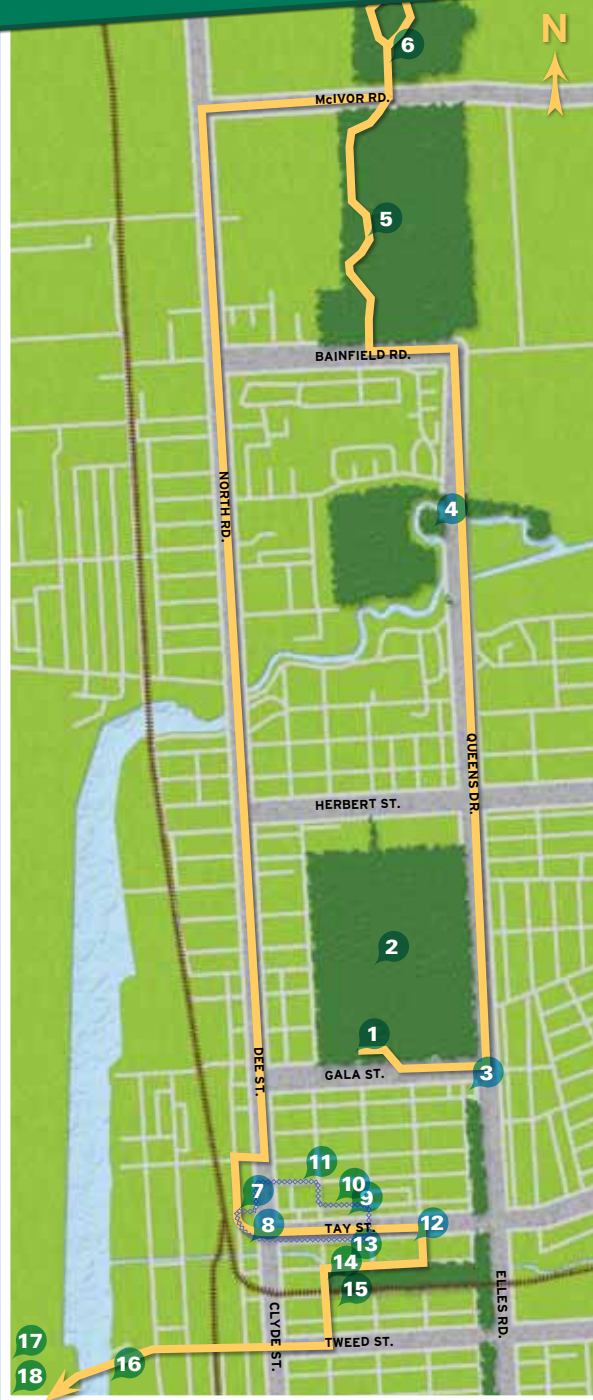 N
6
McIVOR RD.
5
BAINFIELD RD.
NORTH RD.
4
QUEENS DR.
HERBERT ST.
2
1
DEE ST.
GALA ST.
3
11
10
7
9
8
TAY ST.
12
13
14
15
ELLES RD.
CLYDE ST.
TWEED ST.
17
16
18